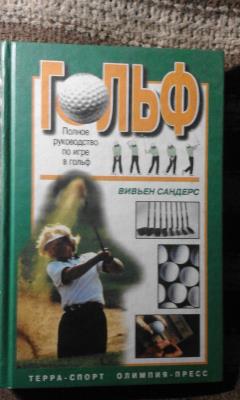 ГОЛЬФ
Полное
руководство
по игре
в гольф
ВИВЬЕН САНДЕРС
ТЕРРА-СПОРТ ОЛИМПИЯ-ПРЕСС